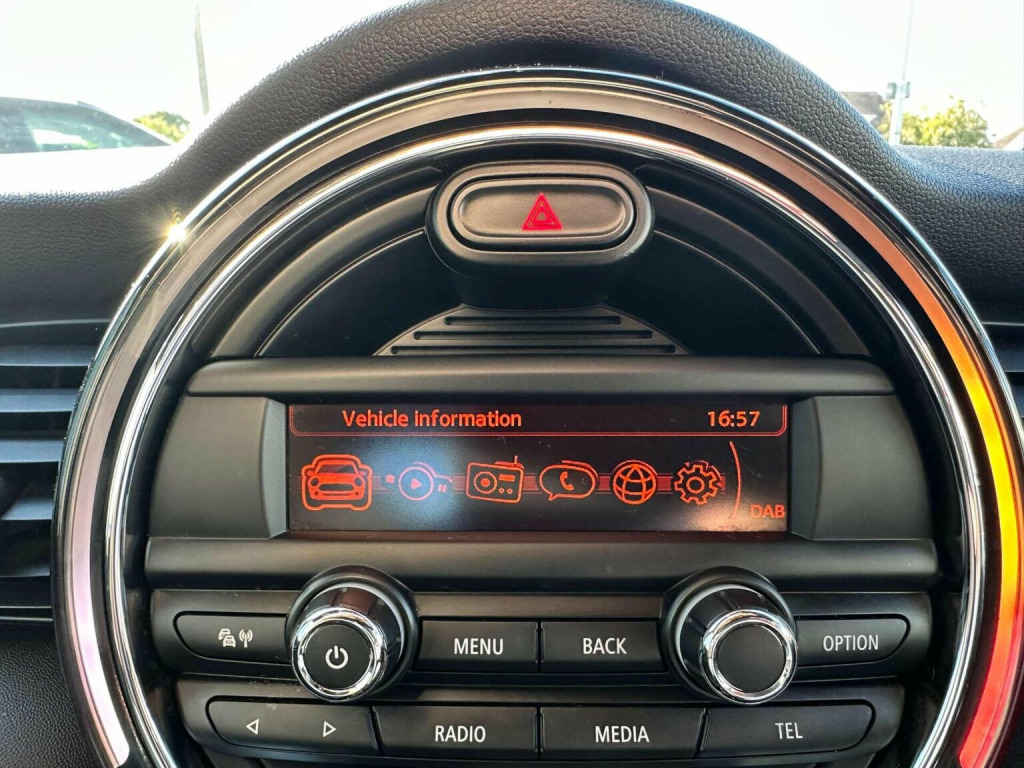 Vehicle information 16:57
DAB
MENU BACK OPTION
RADIO MEDIA TEL